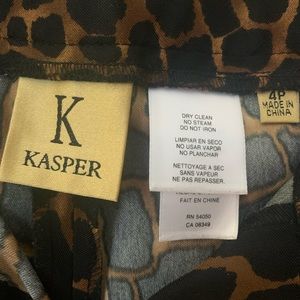 K
KASPER
DRY CLEAN
NO STEAM
DO NOT IRON
LIMPIAR EN SECO
NO USAR VAPOR
NO PLANCHAR
NETTOYAGE A SEC
SANS VAPEUR
NE PAS REPASSER.
FAIT EN CHINE
RN 54050
CA 08349
4P
MADE IN
CHINA